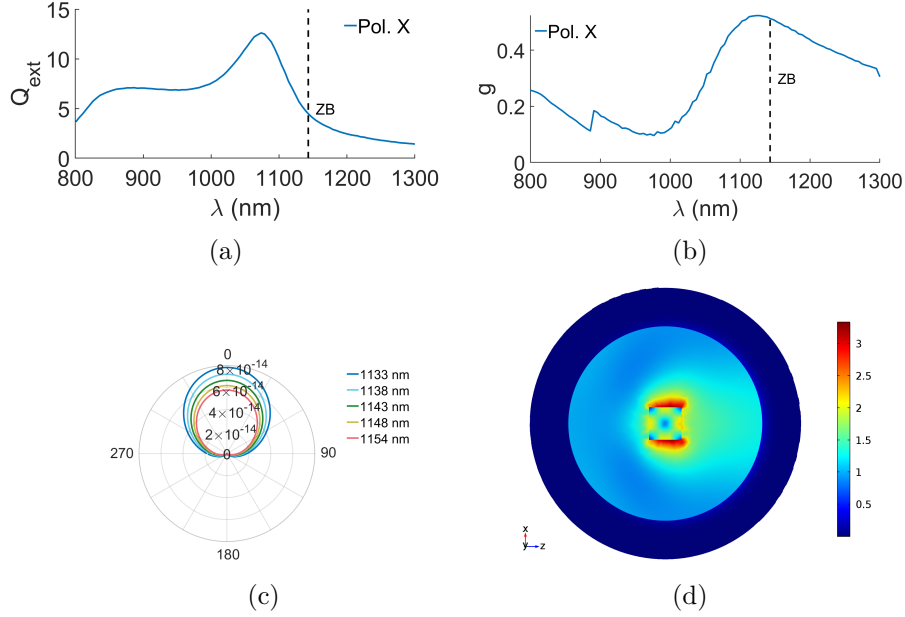 15
10
5
0
Q_ext
Pol. X
ZB
800 900 1000 1100 1200 1300
λ (nm)
(a)
0.4
0.2
0
g
Pol. X
ZB
800 900 1000 1100 1200 1300
λ (nm)
(b)
0
8×10^-14
6×10^-14
4×10^-14
2×10^-14
0
270
90
180
1133 nm
1138 nm
1143 nm
1148 nm
1154 nm
(c)
3
2.5
2
1.5
1
0.5
x
y z
(d)